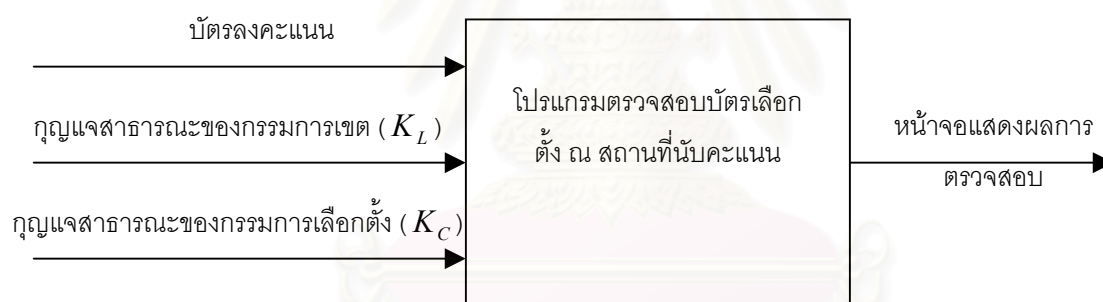 บัตรลงคะแนน
กุญแจสาธารณะของกรรมการเขต ( K_L )
กุญแจสาธารณะของกรรมการเลือกตั้ง ( K_C )
โปรแกรมตรวจสอบบัตรเลือก
ตั้ง ณ สถานที่นับคะแนน
หน้าจอแสดงผลการ
ตรวจสอบ